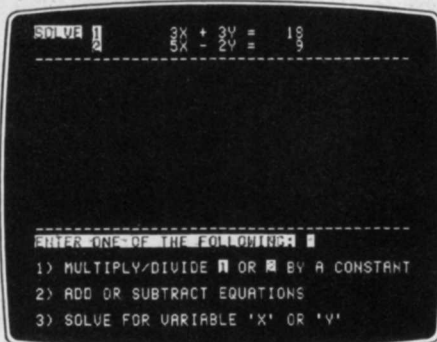 SOLVE 1 3X + 3Y = 18
2 5X - 2Y = 9
ENTER ONE OF THE FOLLOWING:
1) MULTIPLY/DIVIDE 1 OR 2 BY A CONSTANT
2) ADD OR SUBTRACT EQUATIONS
3) SOLVE FOR VARIABLE 'X' OR 'Y'